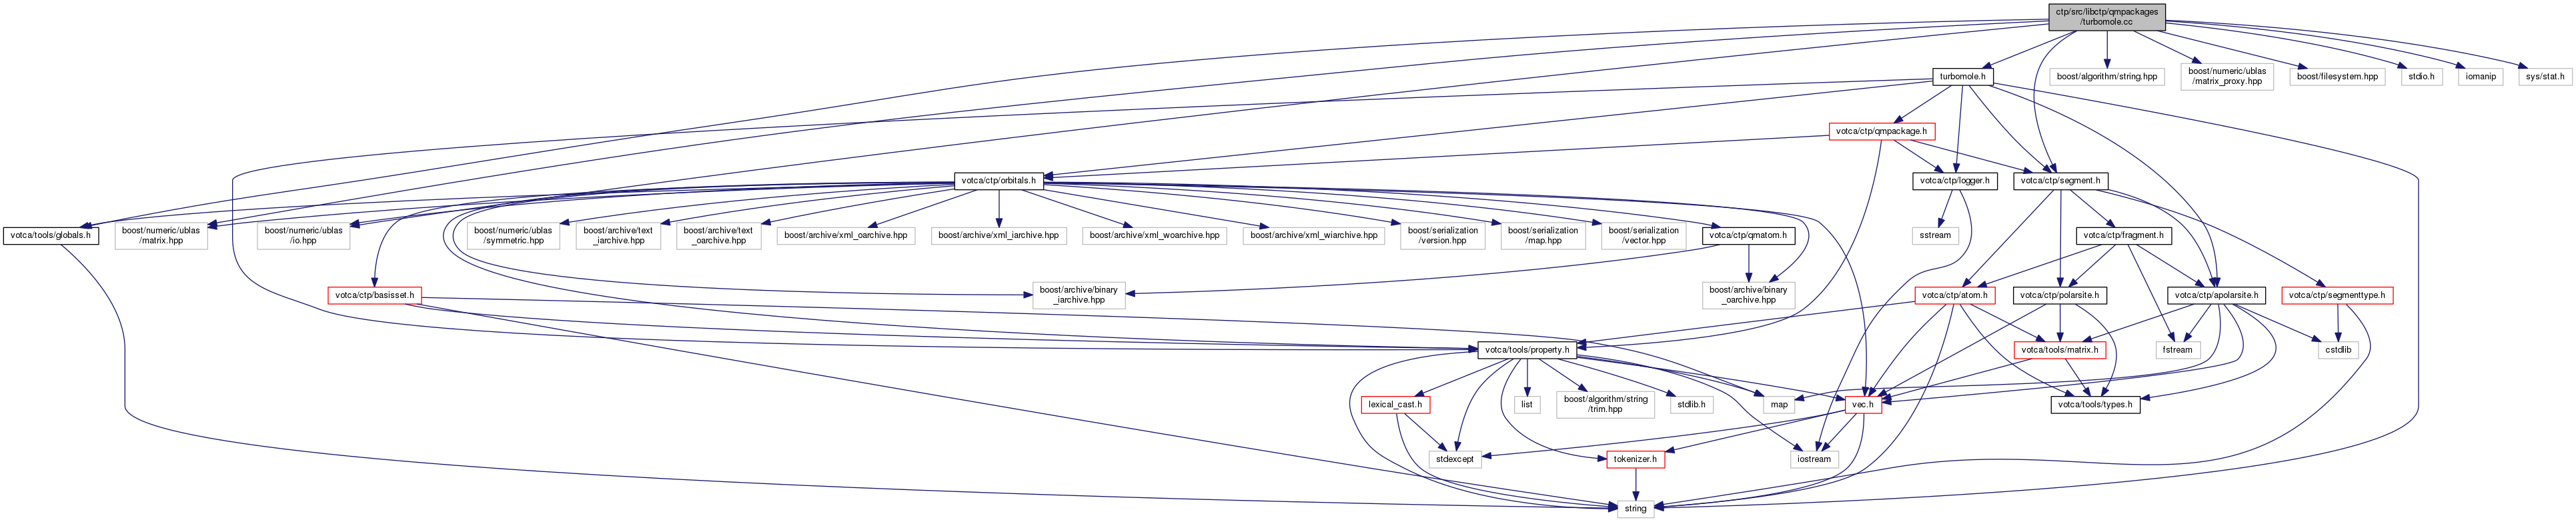 ctp/src/libctp/qmpackages
/turbomole.cc
turbomole.h
boost/algorithm/string.hpp
boost/numeric/ublas
/matrix_proxy.hpp
boost/filesystem.hpp
stdio.h
iomanip
sys/stat.h
votca/ctp/qmpackage.h
votca/ctp/orbitals.h
votca/ctp/logger.h
votca/ctp/segment.h
votca/tools/globals.h
boost/numeric/ublas
/matrix.hpp
boost/numeric/ublas
/io.hpp
boost/numeric/ublas
/symmetric.hpp
boost/archive/text
_iarchive.hpp
boost/archive/text
_oarchive.hpp
boost/archive/xml_oarchive.hpp
boost/archive/xml_iarchive.hpp
boost/archive/xml_woarchive.hpp
boost/archive/xml_wiarchive.hpp
boost/serialization
/version.hpp
boost/serialization
/map.hpp
boost/serialization
/vector.hpp
votca/ctp/qmatom.h
sstream
votca/ctp/fragment.h
votca/ctp/basisset.h
boost/archive/binary
_iarchive.hpp
boost/archive/binary
_oarchive.hpp
votca/ctp/atom.h
votca/ctp/polarsite.h
votca/ctp/apolarsite.h
votca/ctp/segmenttype.h
votca/tools/property.h
votca/tools/matrix.h
fstream
cstdlib
lexical_cast.h
list
boost/algorithm/string
/trim.hpp
stdlib.h
map
vec.h
votca/tools/types.h
stdexcept
tokenizer.h
iostream
string